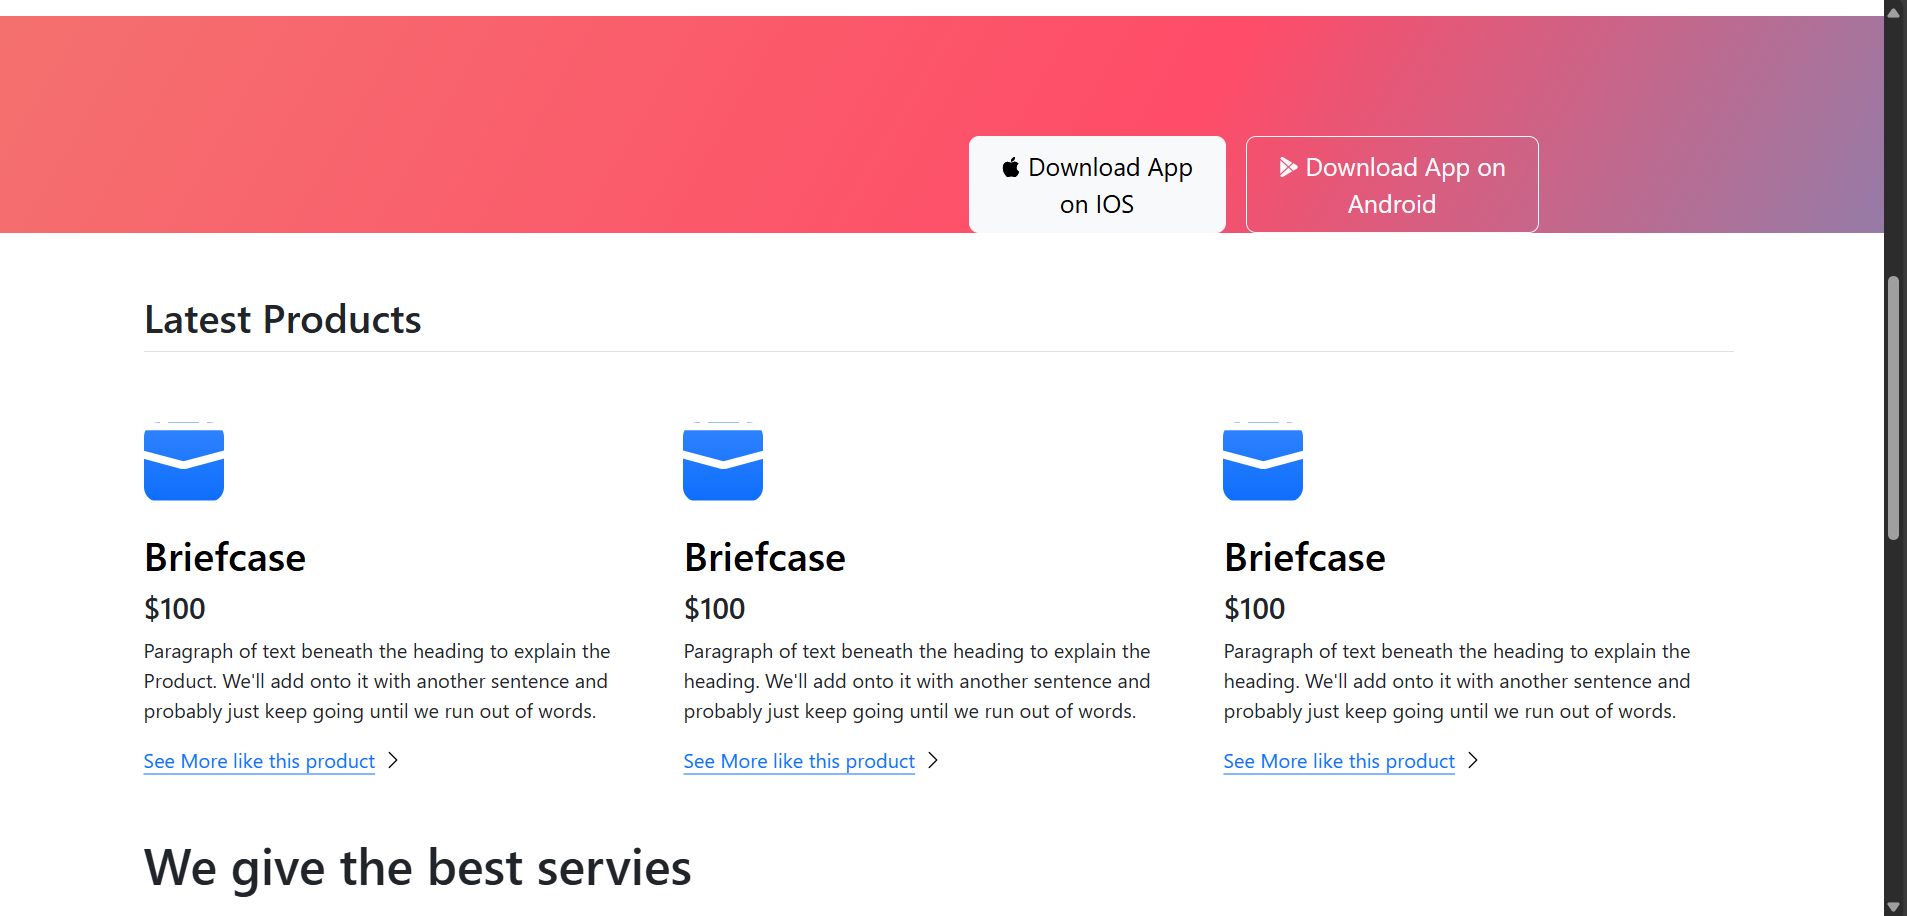 Download App
on IOS
Download App on
Android
Latest Products
Briefcase
$100
Paragraph of text beneath the heading to explain the
Product. We'll add onto it with another sentence and
probably just keep going until we run out of words.
See More like this product
Briefcase
$100
Paragraph of text beneath the heading to explain the
heading. We'll add onto it with another sentence and
probably just keep going until we run out of words.
See More like this product
Briefcase
$100
Paragraph of text beneath the heading to explain the
heading. We'll add onto it with another sentence and
probably just keep going until we run out of words.
See More like this product
We give the best servies